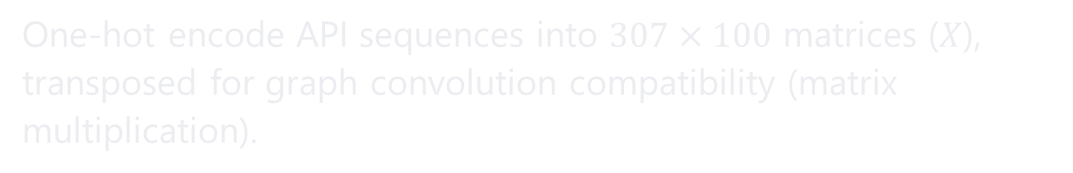 One-hot encode API sequences into 307 × 100 matrices (X),
transposed for graph convolution compatibility (matrix
multiplication).